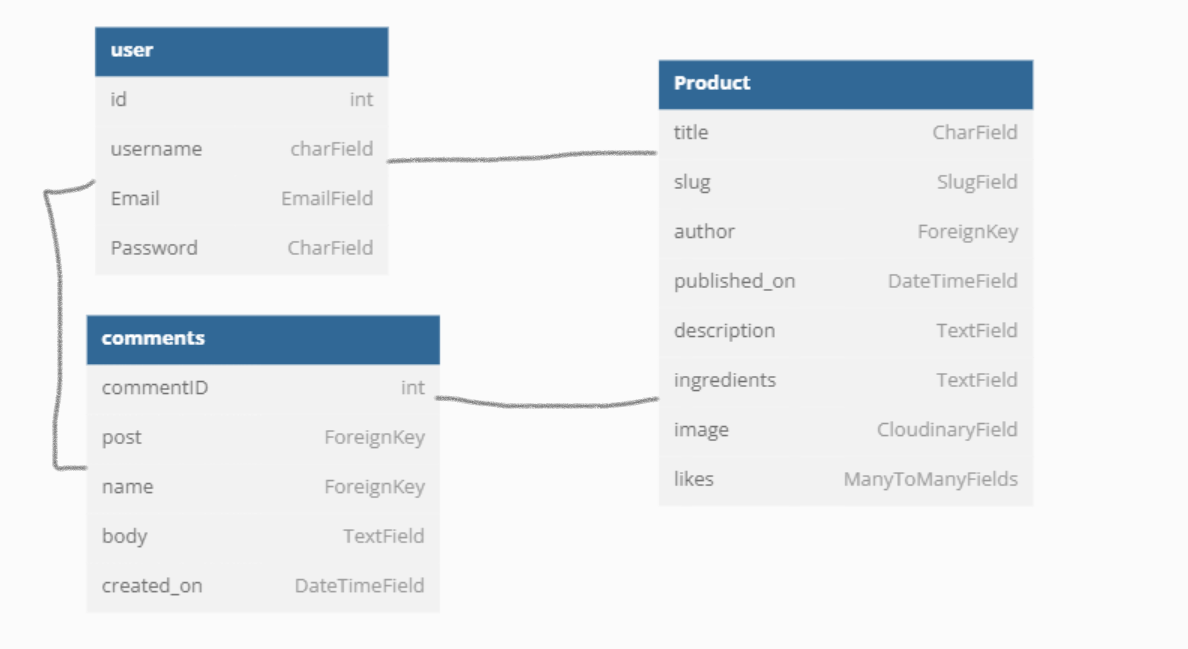 user
id int
username charField
Email EmailField
Password CharField
Product
title CharField
slug SlugField
author ForeignKey
published_on DateTimeField
description TextField
ingredients TextField
image CloudinaryField
likes ManyToManyFields
comments
commentID int
post ForeignKey
name ForeignKey
body TextField
created_on DateTimeField